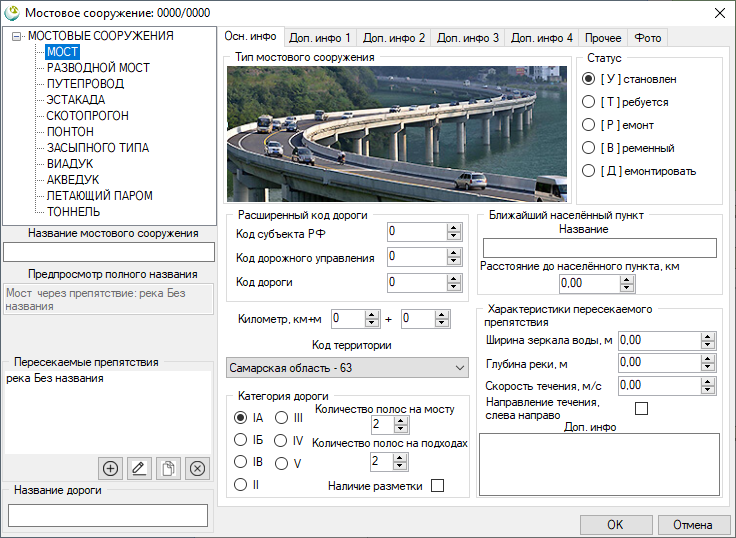 Мостовое сооружение: 0000/0000
МОСТОВЫЕ СООРУЖЕНИЯ
МОСТ
РАЗВОДНОЙ МОСТ
ПУТЕПРОВОД
ЭСТАКАДА
СКОТОПРОГОН
ПОНТОН
ЗАСЫПНОГО ТИПА
ВИАДУК
АКВЕДУК
ЛЕТАЮЩИЙ ПАРОМ
ТОННЕЛЬ
Название мостового сооружения
Предпросмотр полного названия
Мост через препятствие: река Без
названия
Пересекаемые препятствия
река Без названия
Название дороги
Осн. инфо
Доп. инфо 1
Доп. инфо 2
Доп. инфо 3
Доп. инфо 4
Прочее
Фото
Тип мостового сооружения
Статус
[ У ] становлен
[ Т ] ребуется
[ Р ] емонт
[ В ] ременный
[ Д ] емонтировать
Расширенный код дороги
Код субъекта РФ 0
Код дорожного управления 0
Код дороги 0
Километр, км+м 0 + 0
Код территории
Самарская область - 63
Категория дороги
IА
III
IБ
IV
IВ
V
II
Количество полос на мосту
2
Количество полос на подходах
2
Наличие разметки
Ближайший населённый пункт
Название
Расстояние до населённого пункта, км
0,00
Характеристики пересекаемого
препятствия
Ширина зеркала воды, м 0,00
Глубина реки, м 0,00
Скорость течения, м/с 0,00
Направление течения,
слева направо
Доп. инфо
OK
Отмена